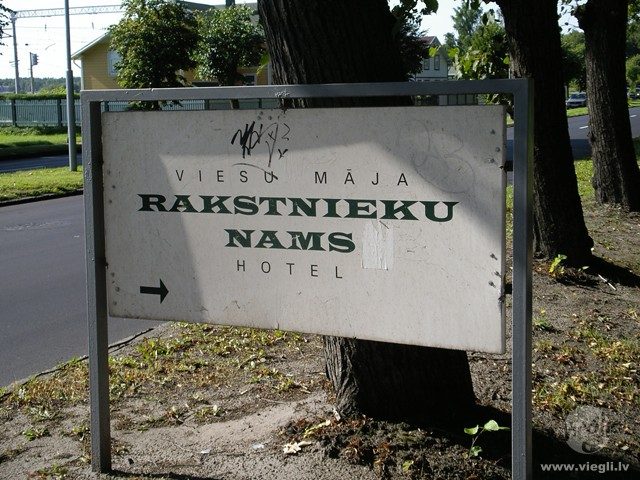 VIESU MĀJA
RAKSTNIEKU
NAMS
HOTEL
www.viegli.lv